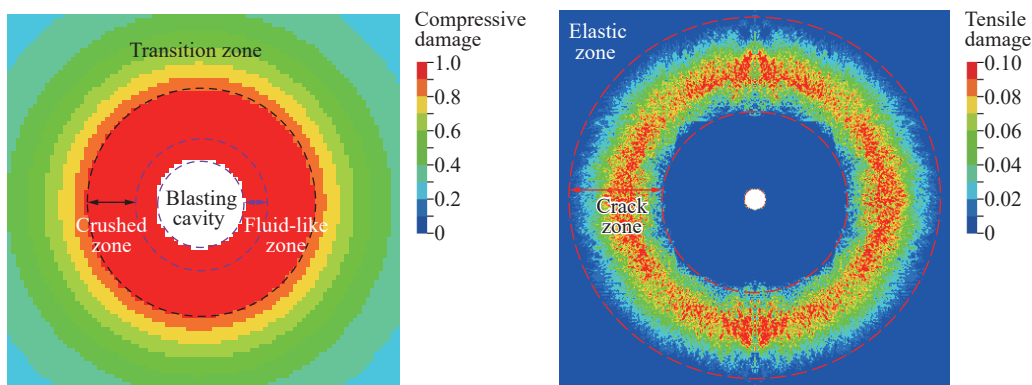 Transition zone
Blasting
cavity
Crushed
zone
Fluid-like
zone
Compressive
damage
1.0
0.8
0.6
0.4
0.2
0
Elastic
zone
Crack
zone
Tensile
damage
0.10
0.08
0.06
0.04
0.02
0